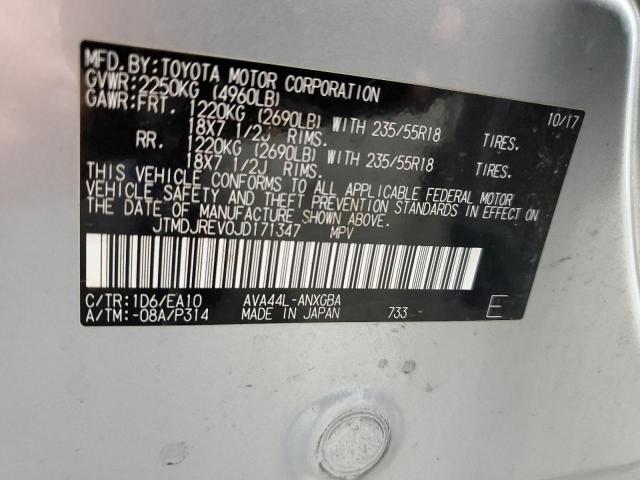 MFD.BY:TOYOTA MOTOR CORPORATION 10/17
GVWR:2250KG (4960LB)
GAWR:FRT. 1220KG (2690LB) WITH 235/55R18 TIRES.
18X7 1/2J RIMS.
RR. 1220KG (2690LB) WITH 235/55R18 TIRES.
18X7 1/2J RIMS.
THIS VEHICLE CONFORMS TO ALL APPLICABLE FEDERAL MOTOR
VEHICLE SAFETY AND THEFT PREVENTION STANDARDS IN EFFECT ON
THE DATE OF MANUFACTURE SHOWN ABOVE.
JTMDJREV0JD171347 MPV
C/TR:1D6/EA10 AVA44L-ANXGBA
A/TM:-08A/P314 MADE IN JAPAN 733 E